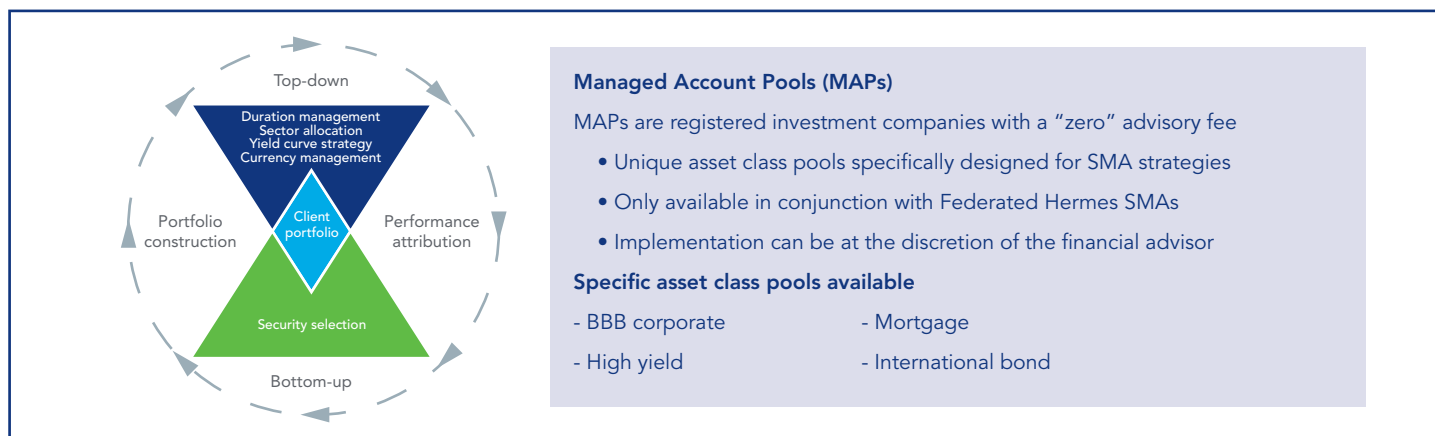 Top-down
Duration management
Sector allocation
Yield curve strategy
Currency management
Portfolio
construction
Client
portfolio
Performance
attribution
Security selection
Bottom-up
Managed Account Pools (MAPs)
MAPs are registered investment companies with a “zero” advisory fee
• Unique asset class pools specifically designed for SMA strategies
• Only available in conjunction with Federated Hermes SMAs
• Implementation can be at the discretion of the financial advisor
Specific asset class pools available
- BBB corporate - Mortgage
- High yield - International bond